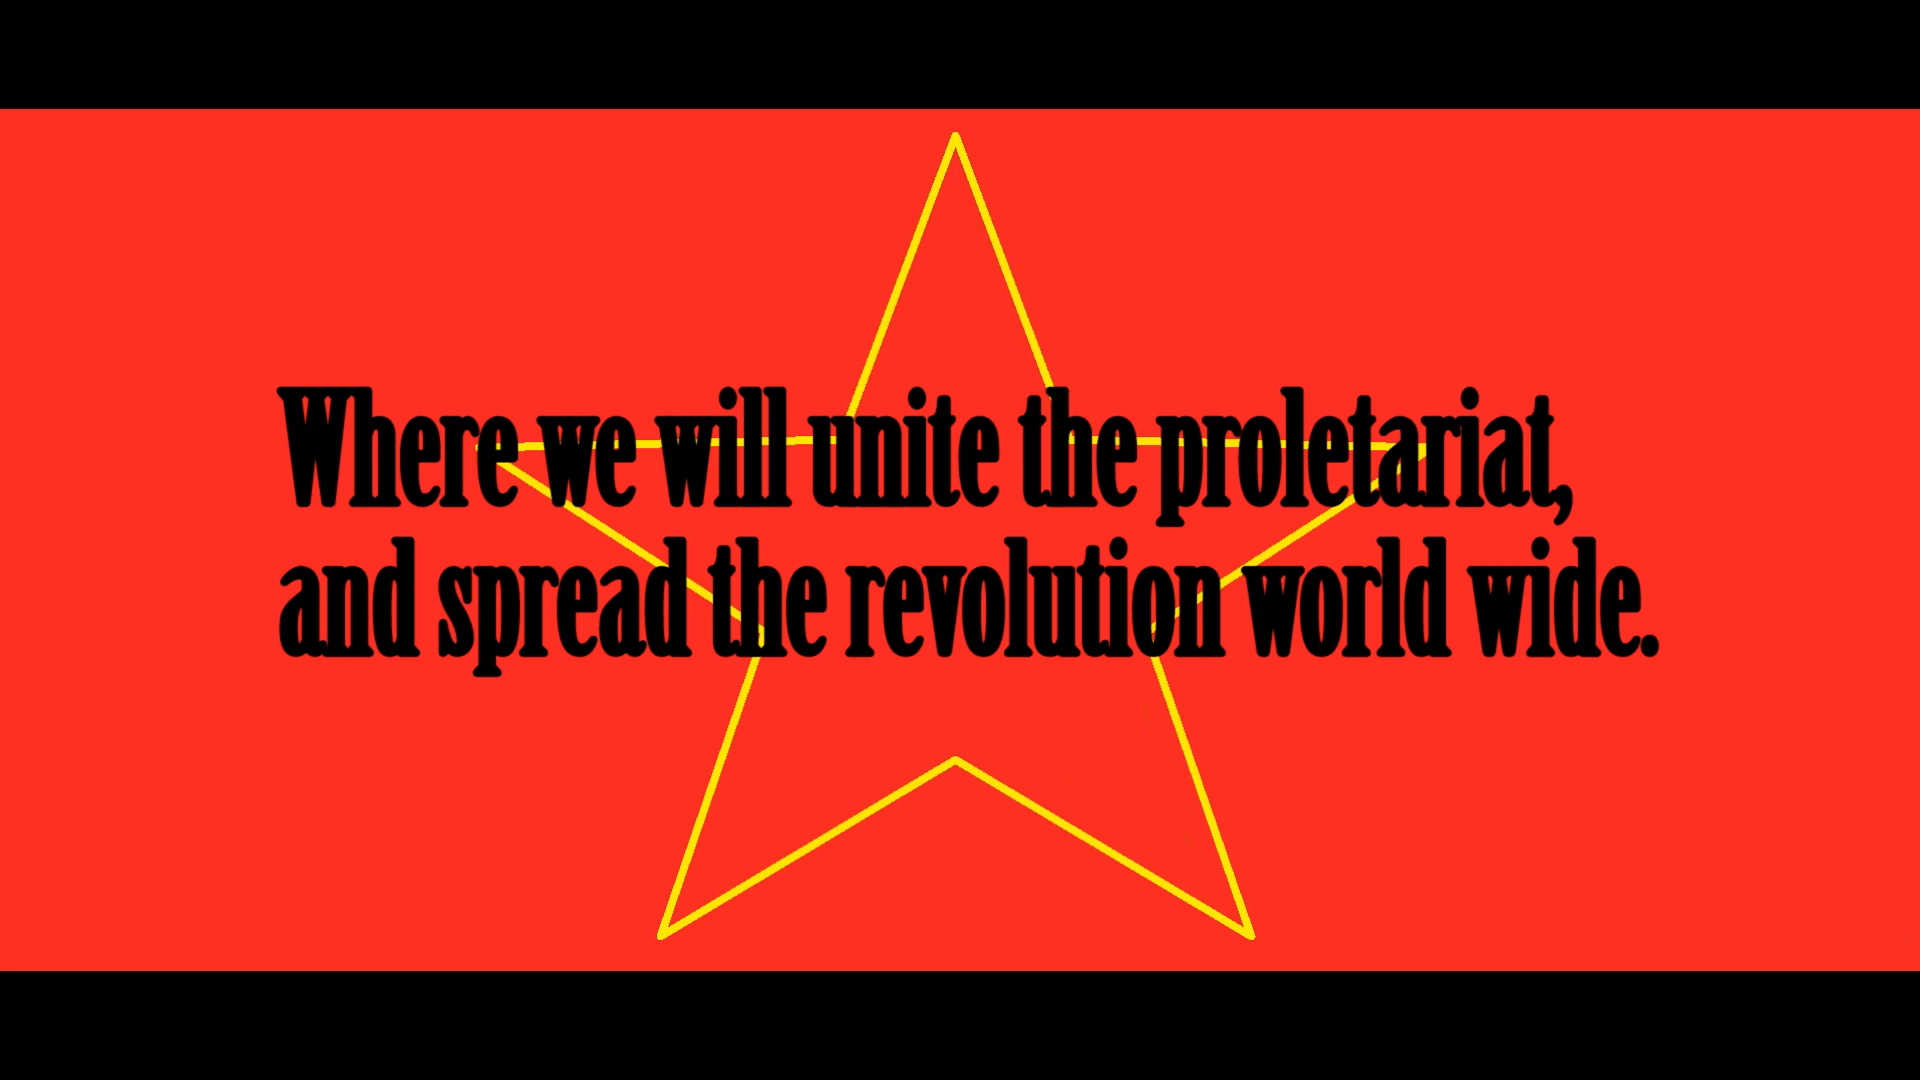 Where we will unite the proletariat,
and spread the revolution world wide.